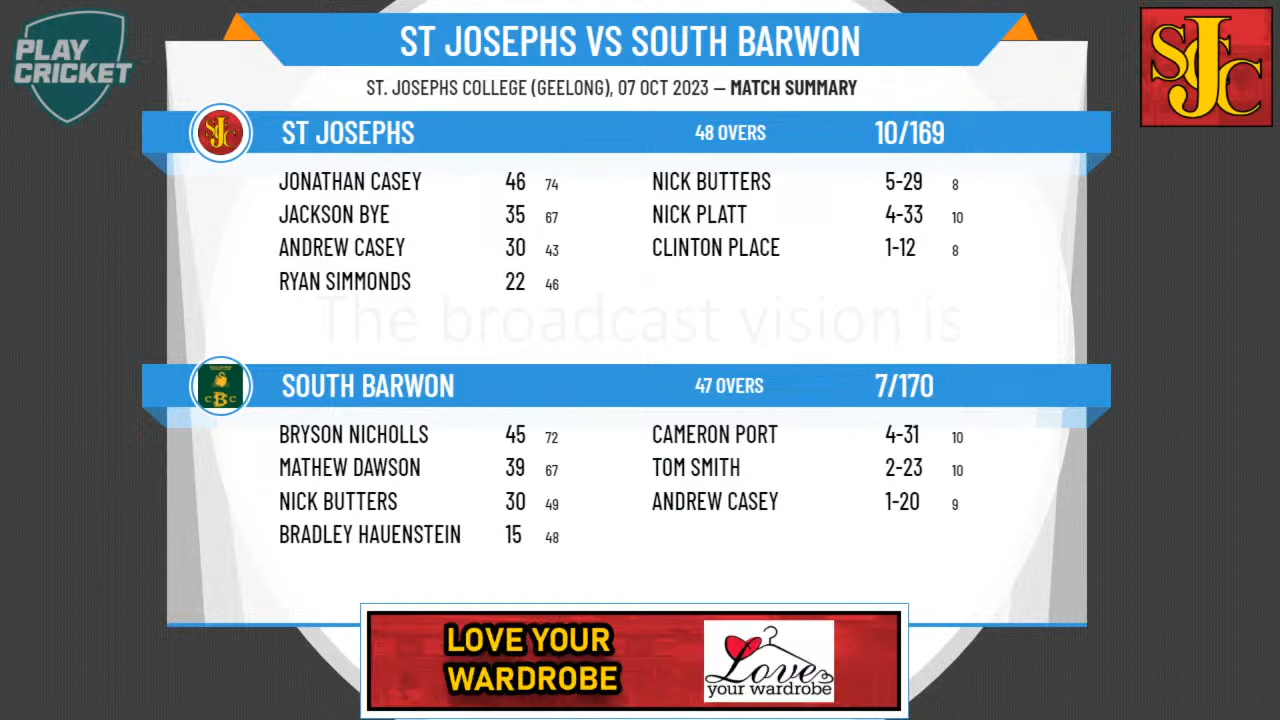 PLAY
CRICKET
ST JOSEPHS VS SOUTH BARWON
SJCC
ST. JOSEPHS COLLEGE (GEELONG), 07 OCT 2023 – MATCH SUMMARY
ST JOSEPHS 48 OVERS 10/169
JONATHAN CASEY 46 74 NICK BUTTERS 5-29 8
JACKSON BYE 35 67 NICK PLATT 4-33 10
ANDREW CASEY 30 43 CLINTON PLACE 1-12 8
RYAN SIMMONDS 22 46
The broadcast vision is
SOUTH BARWON 47 OVERS 7/170
BRYSON NICHOLLS 45 72 CAMERON PORT 4-31 10
MATHEW DAWSON 39 67 TOM SMITH 2-23 10
NICK BUTTERS 30 49 ANDREW CASEY 1-20 9
BRADLEY HAUENSTEIN 15 48
LOVE YOUR
WARDROBE
Love
your wardrobe